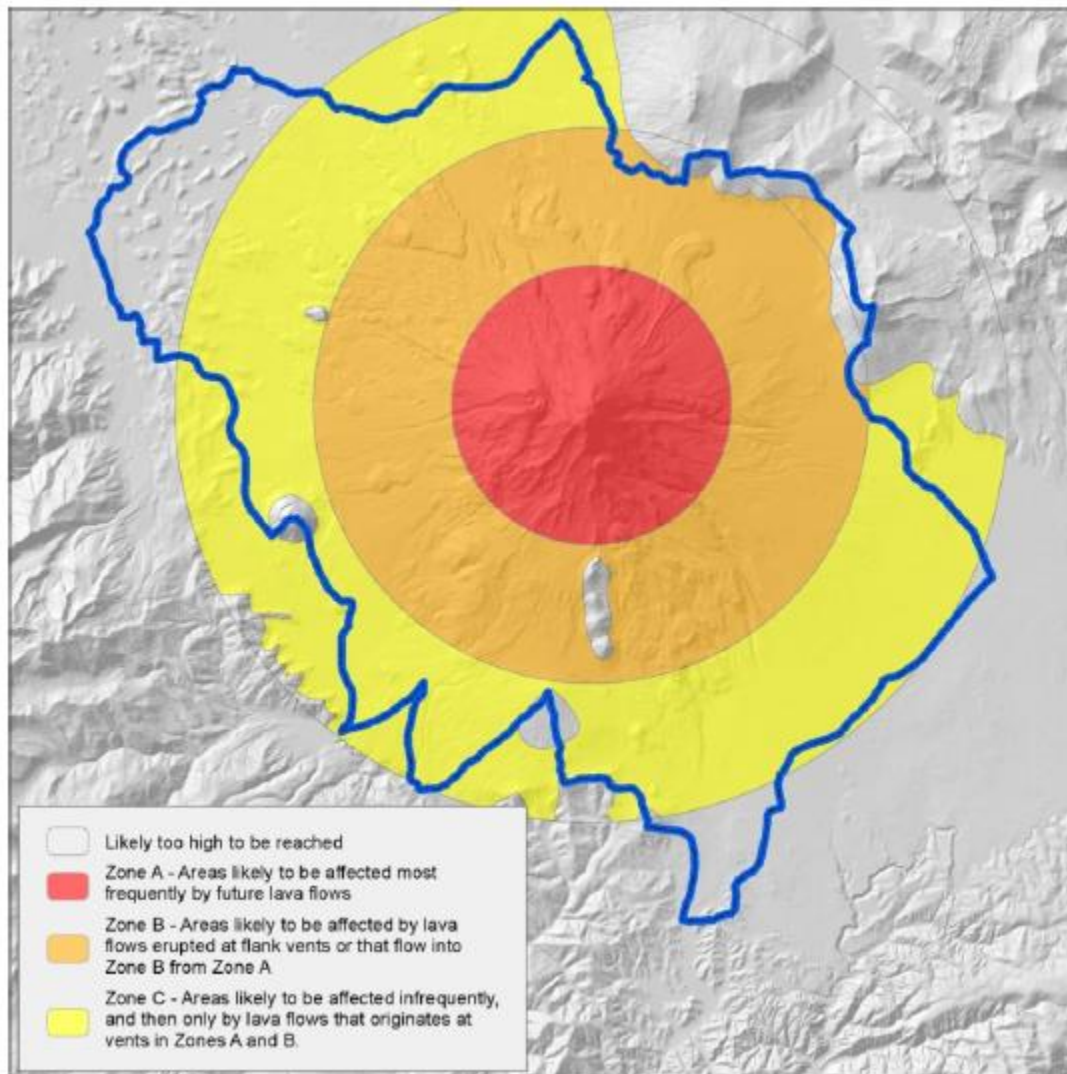 Likely too high to be reached
Zone A - Areas likely to be affected most
frequently by future lava flows
Zone B - Areas likely to be affected by lava
flows erupted at flank vents or that flow into
Zone B from Zone A
Zone C - Areas likely to be affected infrequently,
and then only by lava flows that originates at
vents in Zones A and B.